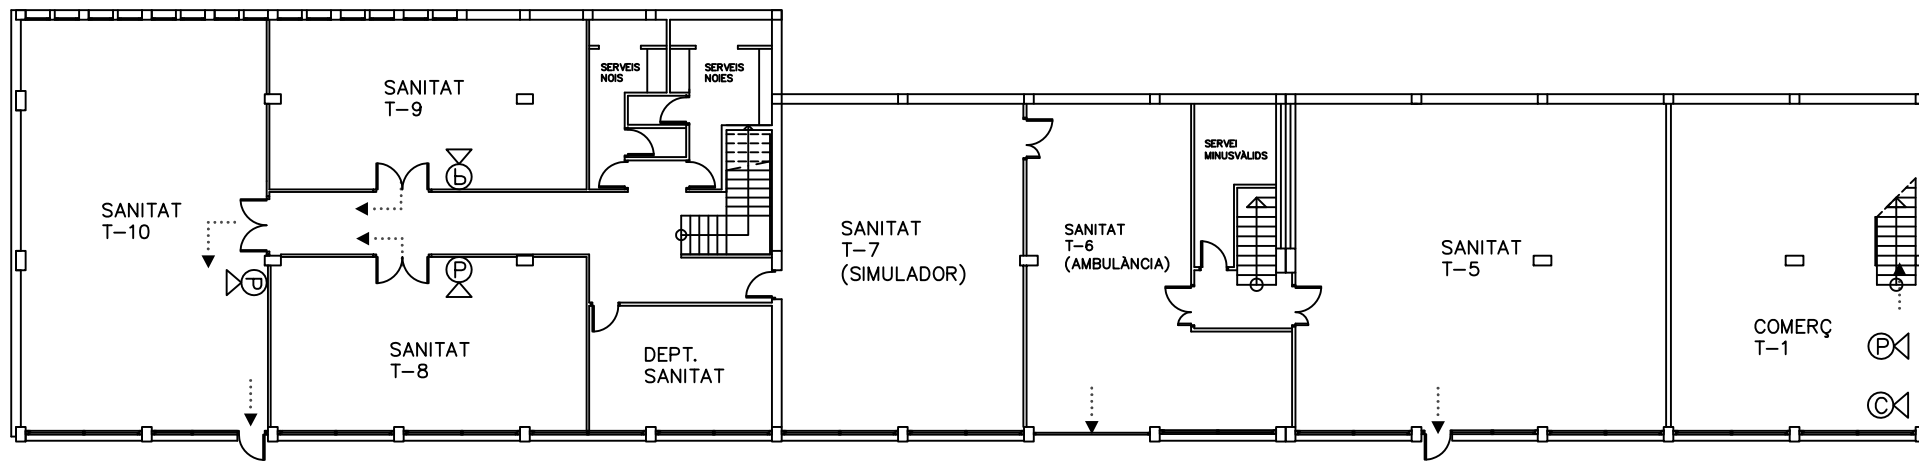 SANITAT
T-10
SANITAT
T-9
P
SERVEIS
NOIS
SERVEIS
NOIES
P
P
SANITAT
T-8
DEPT.
SANITAT
SANITAT
T-7
(SIMULADOR)
SANITAT
T-6
(AMBULÀNCIA)
SERVEI
MINUSVÀLIDS
SANITAT
T-5
COMERÇ
T-1
P
C